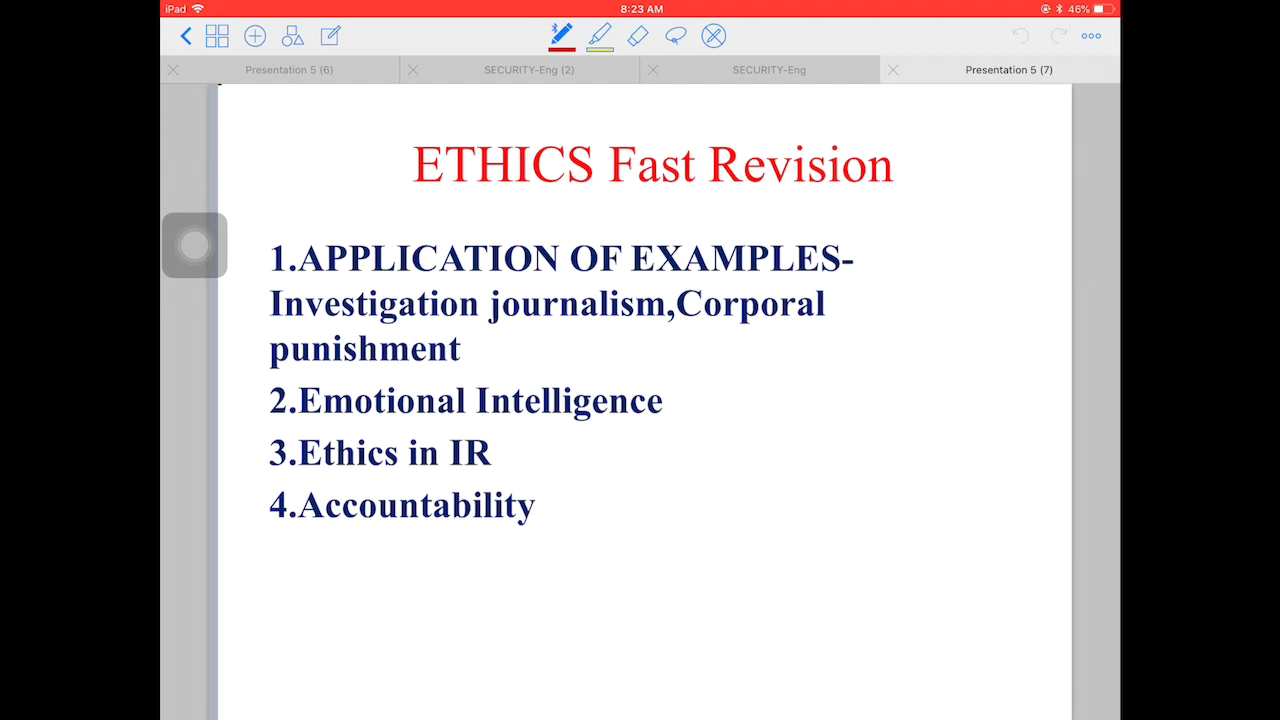 iPad 8:23 AM 46%
Presentation 5 (6) SECURITY-Eng (2) SECURITY-Eng Presentation 5 (7)
ETHICS Fast Revision
1.APPLICATION OF EXAMPLES-
Investigation journalism,Corporal
punishment
2.Emotional Intelligence
3.Ethics in IR
4.Accountability